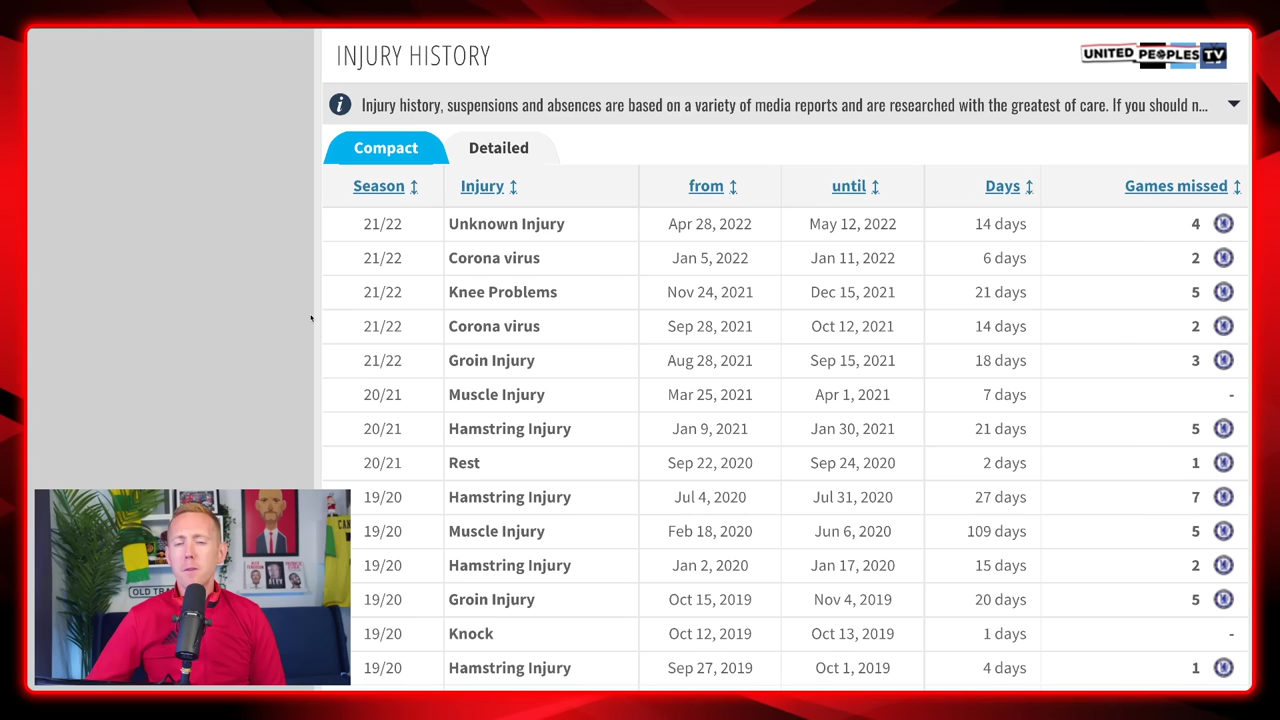 INJURY HISTORY
UNITED PEOPLES TV
i Injury history, suspensions and absences are based on a variety of media reports and are researched with the greatest of care. If you should n...
Compact Detailed
Season Injury from until Days Games missed
21/22 Unknown Injury Apr 28, 2022 May 12, 2022 14 days 4
21/22 Corona virus Jan 5, 2022 Jan 11, 2022 6 days 2
21/22 Knee Problems Nov 24, 2021 Dec 15, 2021 21 days 5
21/22 Corona virus Sep 28, 2021 Oct 12, 2021 14 days 2
21/22 Groin Injury Aug 28, 2021 Sep 15, 2021 18 days 3
20/21 Muscle Injury Mar 25, 2021 Apr 1, 2021 7 days -
20/21 Hamstring Injury Jan 9, 2021 Jan 30, 2021 21 days 5
20/21 Rest Sep 22, 2020 Sep 24, 2020 2 days 1
19/20 Hamstring Injury Jul 4, 2020 Jul 31, 2020 27 days 7
19/20 Muscle Injury Feb 18, 2020 Jun 6, 2020 109 days 5
19/20 Hamstring Injury Jan 2, 2020 Jan 17, 2020 15 days 2
19/20 Groin Injury Oct 15, 2019 Nov 4, 2019 20 days 5
19/20 Knock Oct 12, 2019 Oct 13, 2019 1 days -
19/20 Hamstring Injury Sep 27, 2019 Oct 1, 2019 4 days 1
CAN
OLD TRA